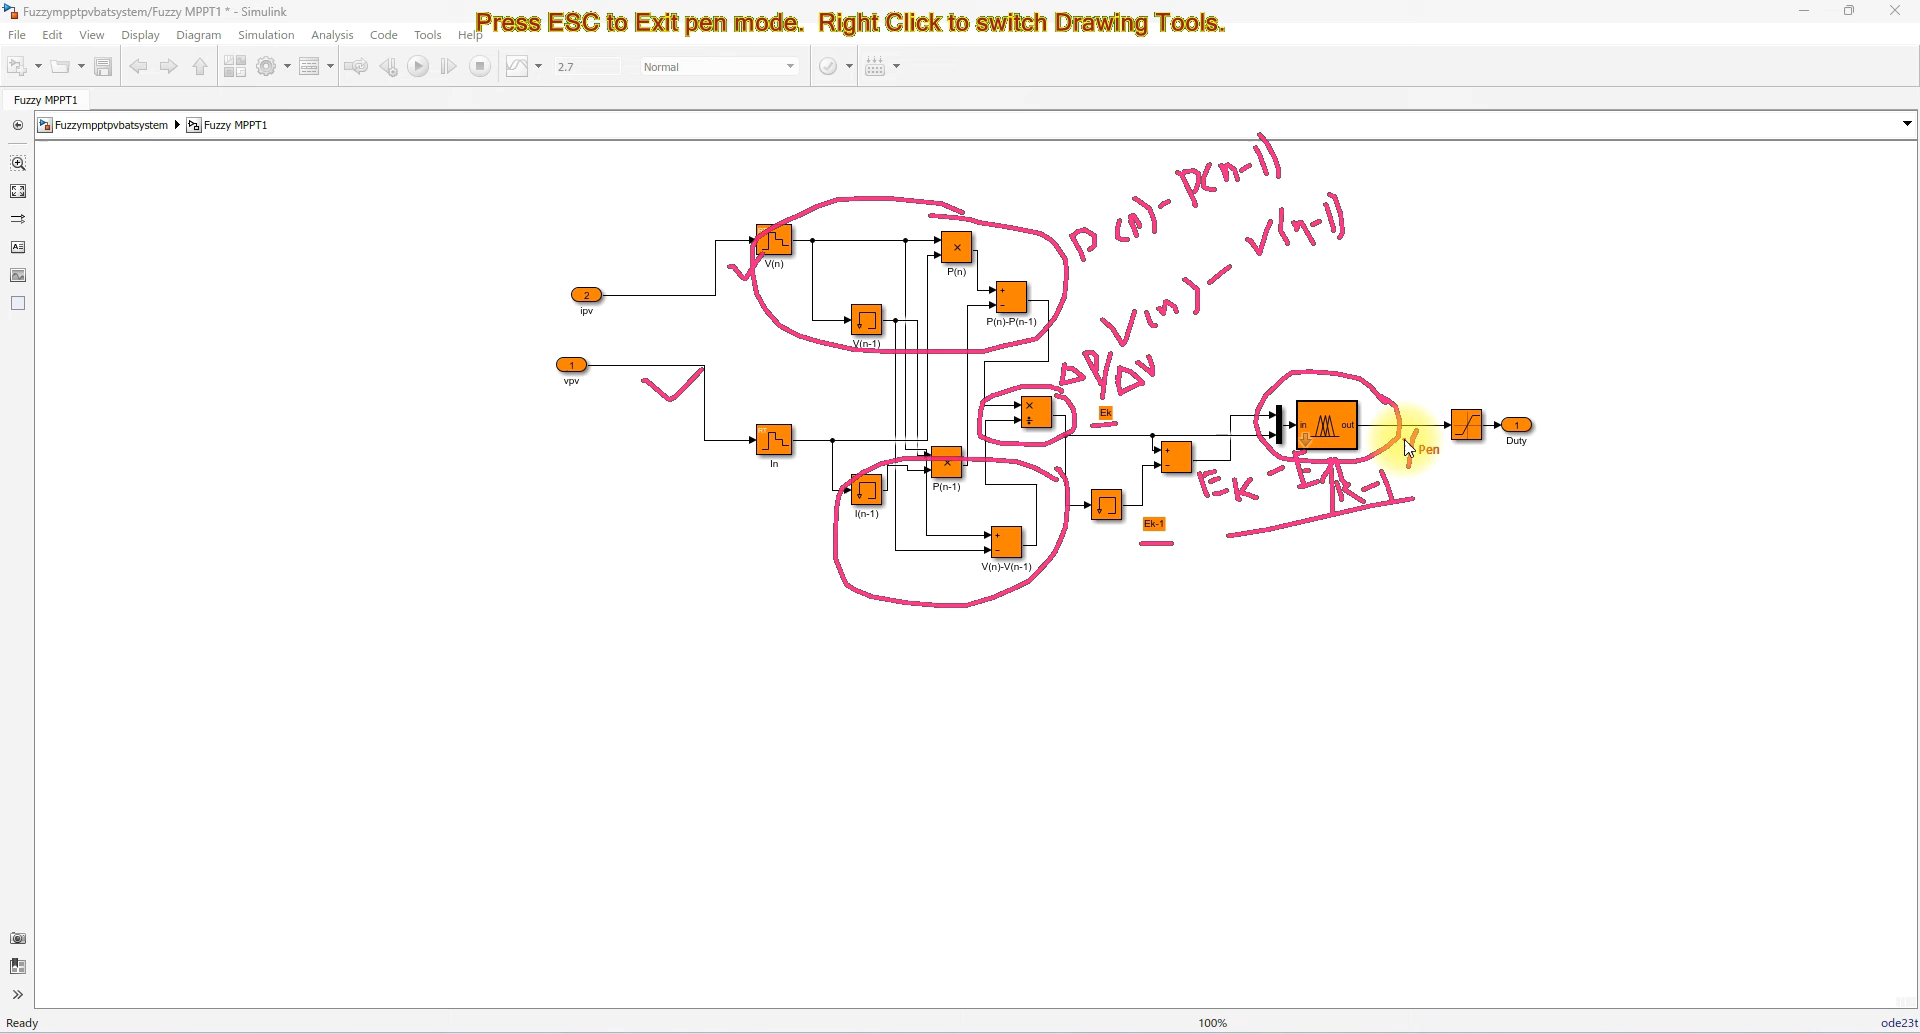 Fuzzympptpvbatsystem/Fuzzy MPPT1 * - Simulink
Press ESC to Exit pen mode. Right Click to switch Drawing Tools.
File Edit View Display Diagram Simulation Analysis Code Tools Help
2.7 Normal
Fuzzy MPPT1
Fuzzympptpvbatsystem Fuzzy MPPT1
P(n)-P(n-1)
V(n)-V(n-1)
V(n)
P(n)
2
ipv
P(n)-P(n-1)
V(n-1)
1
vpv
ΔP/ΔV
Ek
in out
1
Duty
Pen
In
P(n-1)
EK-EK-1
I(n-1)
Ek-1
V(n)-V(n-1)
Ready 100% ode23t